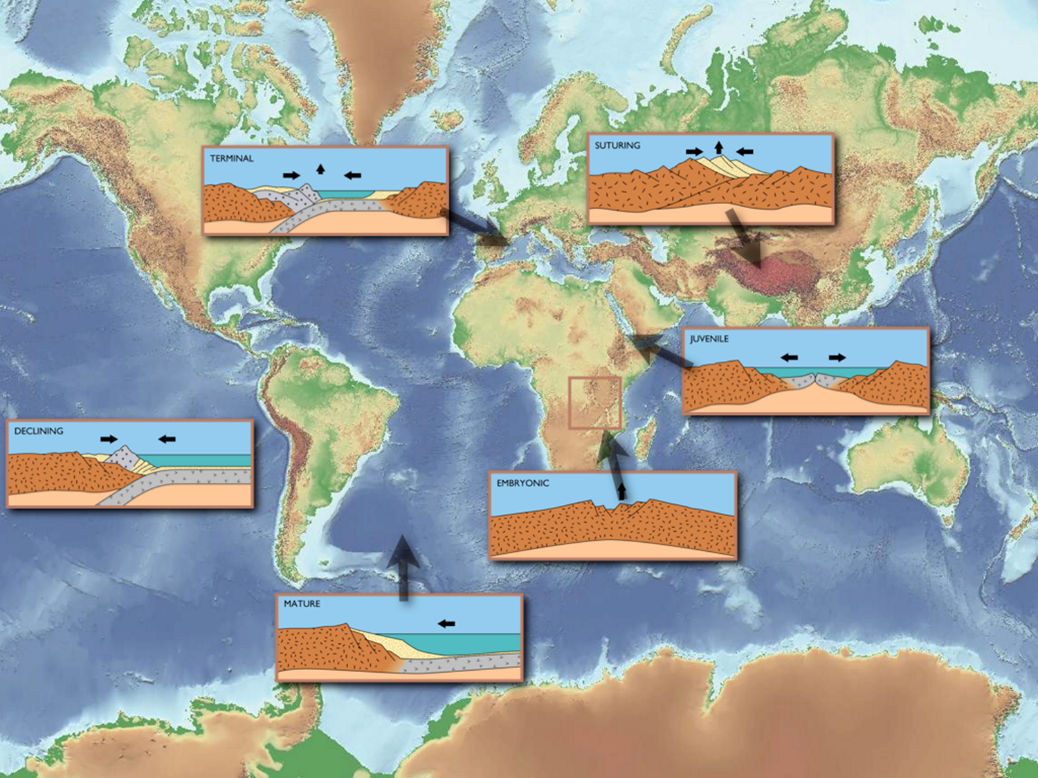 TERMINAL
SUTURING
JUVENILE
DECLINING
EMBRYONIC
MATURE